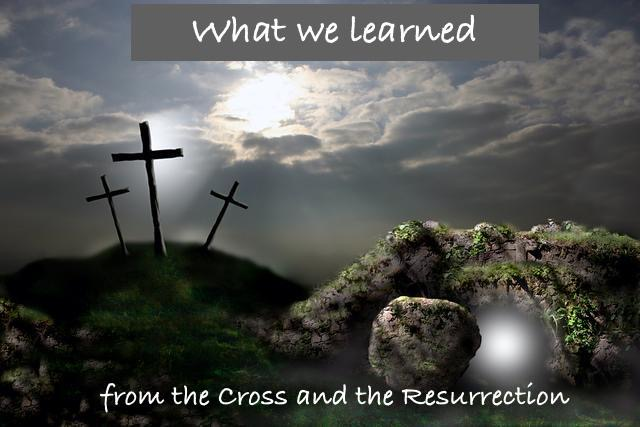 What we learned
from the Cross and the Resurrection